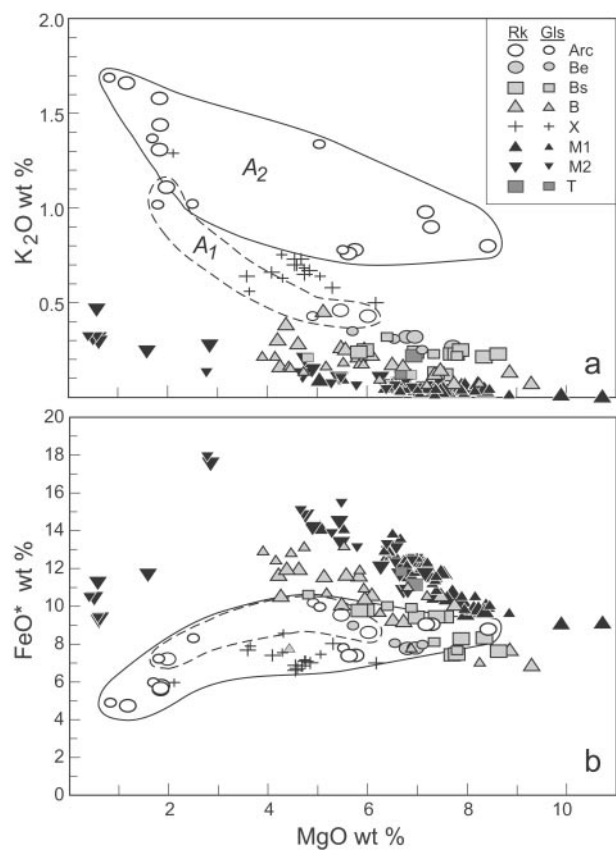 2.0
1.5
1.0
0.5
K₂O wt %
Rk Gls
Arc
Be
Bs
B
X
M1
M2
T
A₂
A₁
a
20
18
16
14
12
10
8
6
4
2
0
FeO* wt %
b
2 4 6 8 10
MgO wt %